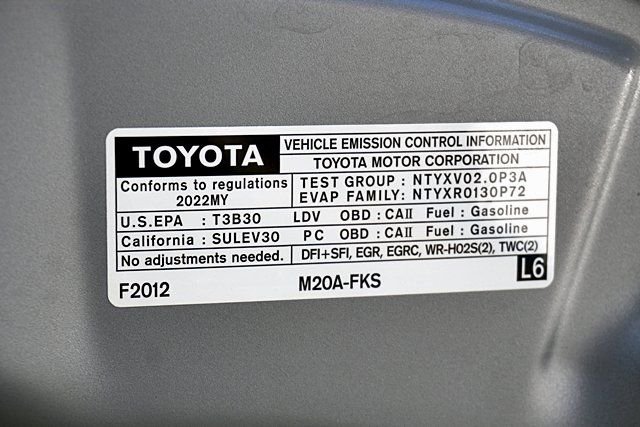 TOYOTA
VEHICLE EMISSION CONTROL INFORMATION
TOYOTA MOTOR CORPORATION
Conforms to regulations
2022MY
TEST GROUP : NTYXV02.0P3A
EVAP FAMILY: NTYXR0130P72
U.S.EPA : T3B30 LDV OBD : CAII Fuel : Gasoline
California : SULEV30 PC OBD : CAII Fuel : Gasoline
No adjustments needed. DFI+SFI, EGR, EGRC, WR-HO2S(2), TWC(2)
F2012 M20A-FKS L6